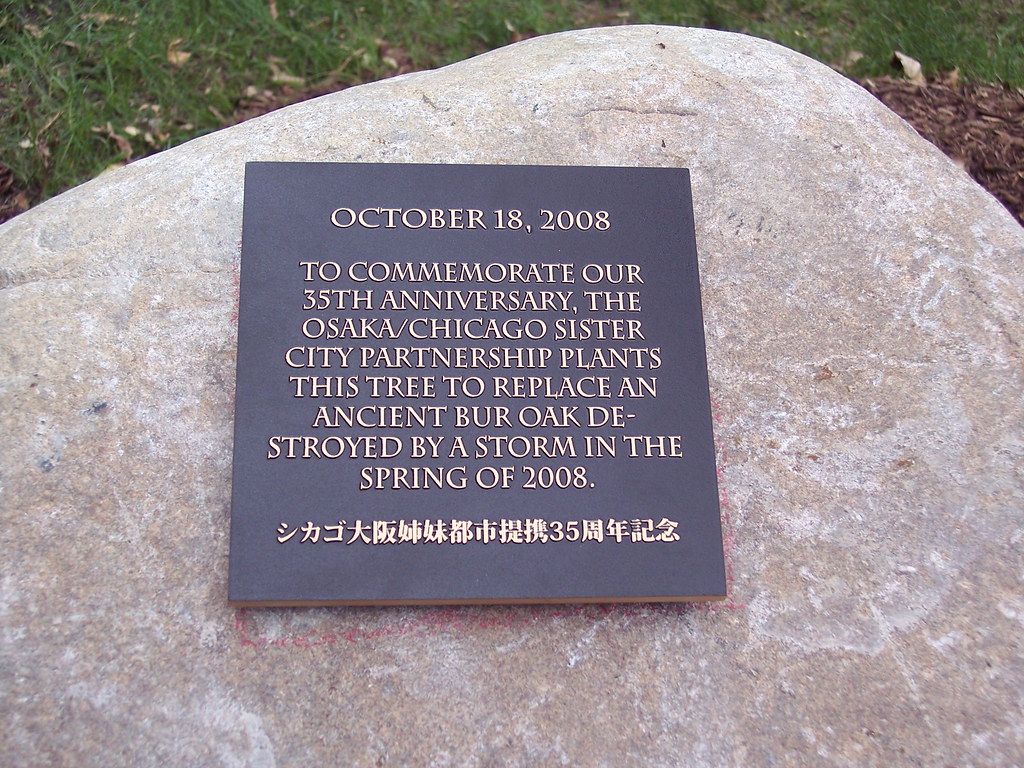 OCTOBER 18, 2008
TO COMMEMORATE OUR
35TH ANNIVERSARY, THE
OSAKA/CHICAGO SISTER
CITY PARTNERSHIP PLANTS
THIS TREE TO REPLACE AN
ANCIENT BUR OAK DE-
STROYED BY A STORM IN THE
SPRING OF 2008.
シカゴ大阪姉妹都市提携35周年記念